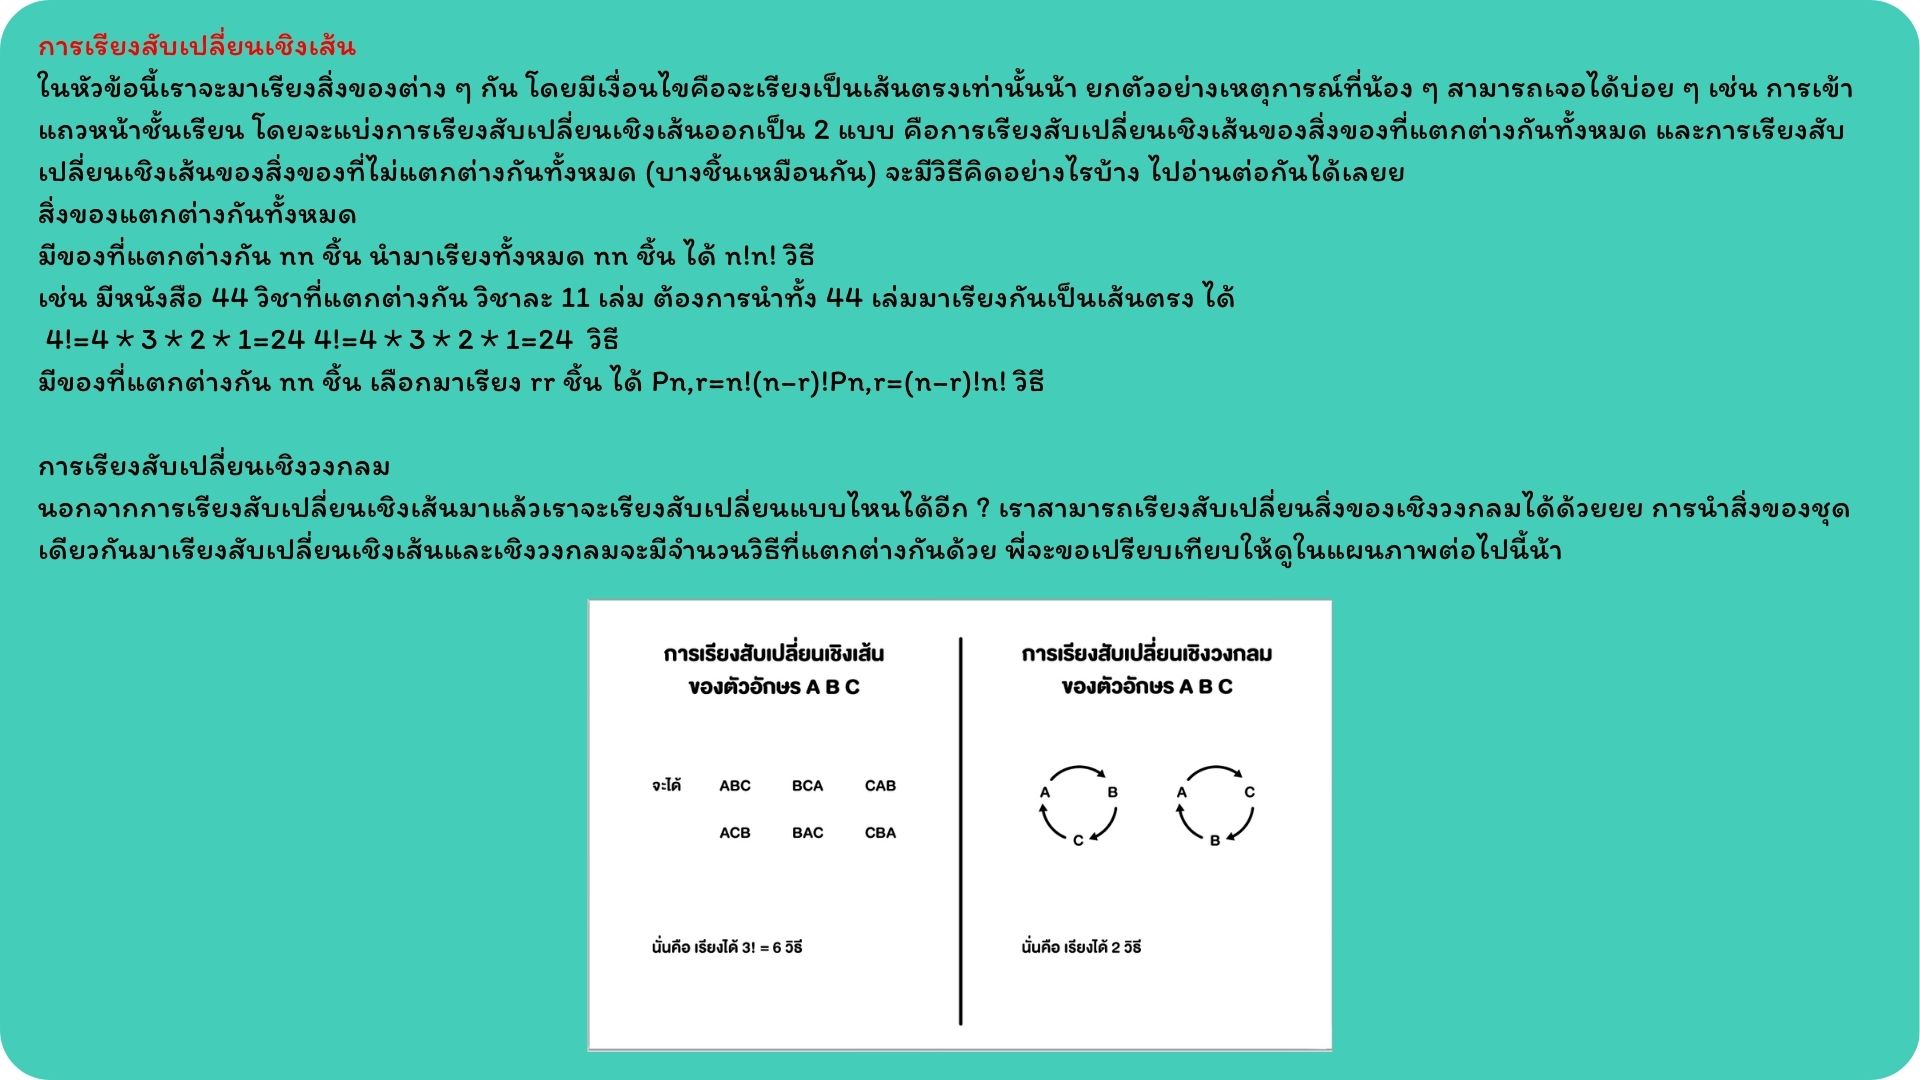 การเรียงสับเปลี่ยนเชิงเส้น
ในหัวข้อนี้เราจะมาเรียงสิ่งของต่าง ๆ กัน โดยมีเงื่อนไขคือจะเรียงเป็นเส้นตรงเท่านั้นน้า ยกตัวอย่างเหตุการณ์ที่น้อง ๆ สามารถเจอได้บ่อย ๆ เช่น การเข้า
แถวหน้าชั้นเรียน โดยจะแบ่งการเรียงสับเปลี่ยนเชิงเส้นออกเป็น 2 แบบ คือการเรียงสับเปลี่ยนเชิงเส้นของสิ่งของที่แตกต่างกันทั้งหมด และการเรียงสับ
เปลี่ยนเชิงเส้นของสิ่งของที่ไม่แตกต่างกันทั้งหมด (บางชิ้นเหมือนกัน) จะมีวิธีคิดอย่างไรบ้าง ไปอ่านต่อกันได้เลยย
สิ่งของแตกต่างกันทั้งหมด
มีของที่แตกต่างกัน nn ชิ้น นำมาเรียงทั้งหมด nn ชิ้น ได้ n!n! วิธี
เช่น มีหนังสือ 44 วิชาที่แตกต่างกัน วิชาละ 11 เล่ม ต้องการนำทั้ง 44 เล่มมาเรียงกันเป็นเส้นตรง ได้
4!=4 * 3 * 2 * 1=24 4!=4 * 3 * 2 * 1=24 วิธี
มีของที่แตกต่างกัน nn ชิ้น เลือกมาเรียง rr ชิ้น ได้ Pn,r=n!(n−r)!Pn,r=(n−r)!n! วิธี
การเรียงสับเปลี่ยนเชิงวงกลม
นอกจากการเรียงสับเปลี่ยนเชิงเส้นมาแล้วเราจะเรียงสับเปลี่ยนแบบไหนได้อีก ? เราสามารถเรียงสับเปลี่ยนสิ่งของเชิงวงกลมได้ด้วยยย การนำสิ่งของชุด
เดียวกันมาเรียงสับเปลี่ยนเชิงเส้นและเชิงวงกลมจะมีจำนวนวิธีที่แตกต่างกันด้วย พี่จะขอเปรียบเทียบให้ดูในแผนภาพต่อไปนี้น้า
การเรียงสับเปลี่ยนเชิงเส้น
ของตัวอักษร A B C
จะได้ ABC BCA CAB
ACB BAC CBA
นั่นคือ เรียงได้ 3! = 6 วิธี
การเรียงสับเปลี่ยนเชิงวงกลม
ของตัวอักษร A B C
A B A C
C B
นั่นคือ เรียงได้ 2 วิธี